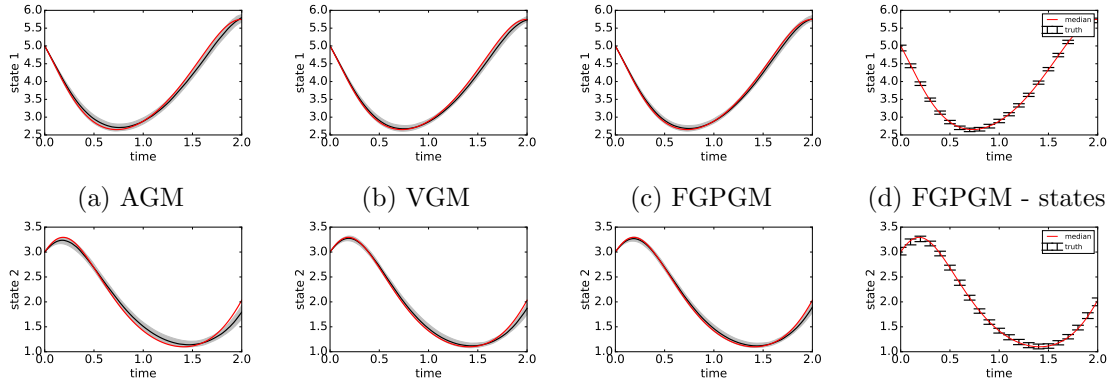 6.0 5.5 5.0 4.5 4.0 3.5 3.0 2.5
state 1
0.0 0.5 1.0 1.5 2.0
time
6.0 5.5 5.0 4.5 4.0 3.5 3.0 2.5
state 1
0.0 0.5 1.0 1.5 2.0
time
6.0 5.5 5.0 4.5 4.0 3.5 3.0 2.5
state 1
0.0 0.5 1.0 1.5 2.0
time
6.0 5.5 5.0 4.5 4.0 3.5 3.0 2.5
state 1
median
truth
0.0 0.5 1.0 1.5 2.0
time
(a) AGM
(b) VGM
(c) FGPGM
(d) FGPGM - states
3.5 3.0 2.5 2.0 1.5 1.0
state 2
0.0 0.5 1.0 1.5 2.0
time
3.5 3.0 2.5 2.0 1.5 1.0
state 2
0.0 0.5 1.0 1.5 2.0
time
3.5 3.0 2.5 2.0 1.5 1.0
state 2
0.0 0.5 1.0 1.5 2.0
time
3.5 3.0 2.5 2.0 1.5 1.0
state 2
median
truth
0.0 0.5 1.0 1.5 2.0
time